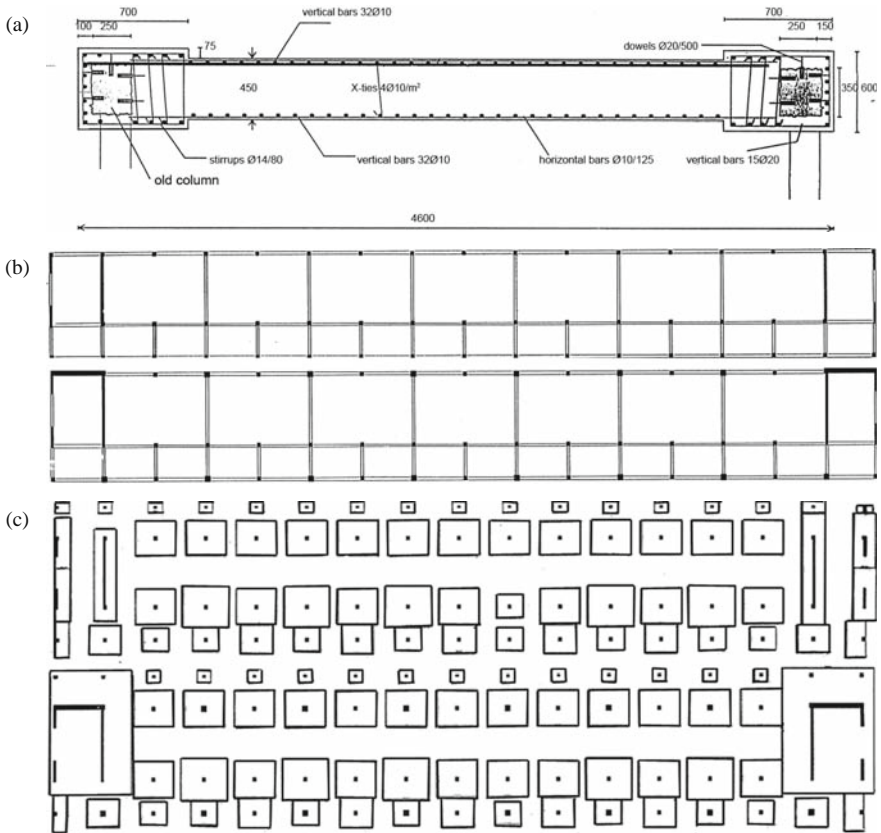 (a)
vertical bars 32Ø10
700
100 250
75
450
X-ties 4Ø10/m²
dowels Ø20/500
700
250 150
350 600
stirrups Ø14/80
old column
vertical bars 32Ø10
horizontal bars Ø10/125
vertical bars 15Ø20
4600
(b)
(c)